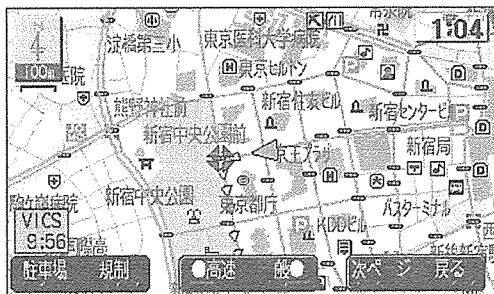 1:04
100m
淀橋第三小
東京医科大学病院
東京ヒルトン
熊野神社前
新宿住友ビル
新宿センタービ
新宿中央公園前
京王プラザ
新宿局
新宿中央公園
東京都庁
バスターミナル
KDDビル
VICS
9:56
駐車場
規制
高速
般
次ペ ジ
戻る